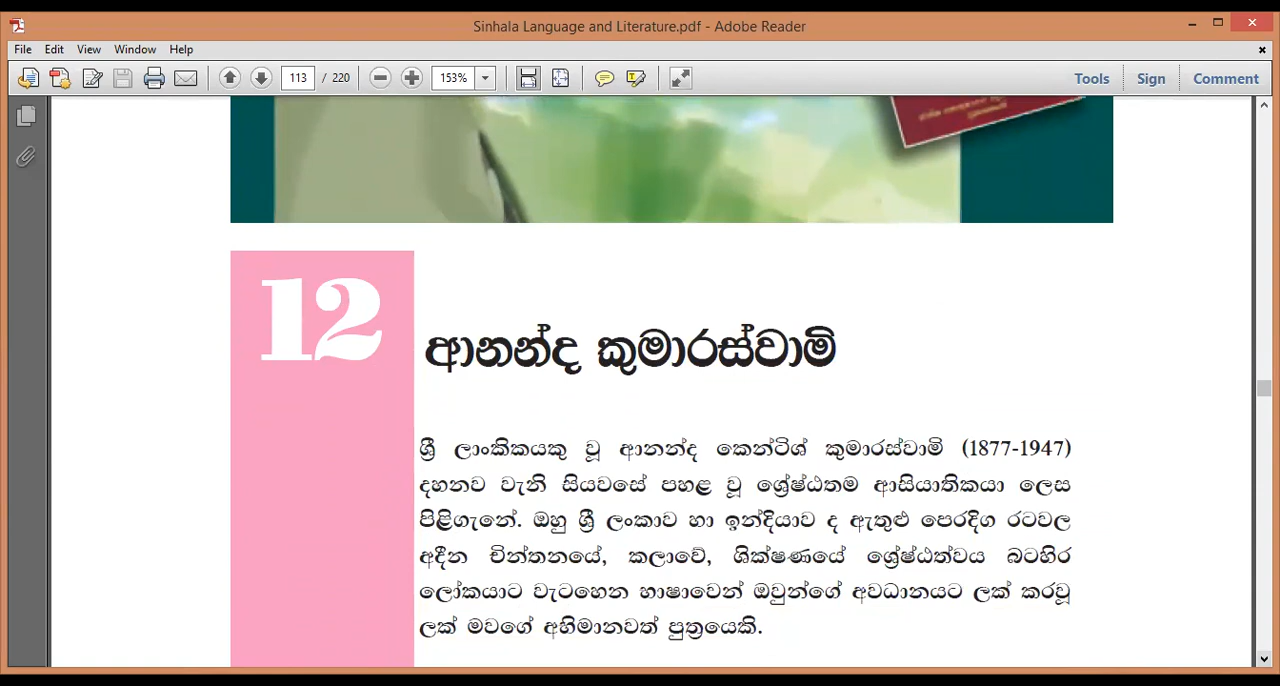 Sinhala Language and Literature.pdf - Adobe Reader
File Edit View Window Help
113 / 220 153% Tools Sign Comment
12
ආනන්ද කුමාරස්වාමි
ශ්‍රී ලාංකිකයකු වූ ආනන්ද කෙන්ටිශ් කුමාරස්වාමි (1877-1947)
දහනව වැනි සියවසේ පහළ වූ ශ්‍රේෂ්ඨතම ආසියාතිකයා ලෙස
පිළිගැනේ. ඔහු ශ්‍රී ලංකාව හා ඉන්දියාව ද ඇතුළු පෙරදිග රටවල
අදීන චින්තනයේ, කලාවේ, ශික්ෂණයේ ශ්‍රේෂ්ඨත්වය බටහිර
ලෝකයාට වැටහෙන භාෂාවෙන් ඔවුන්ගේ අවධානයට ලක් කරවූ
ලක් මවගේ අභිමානවත් පුත්‍රයෙකි.